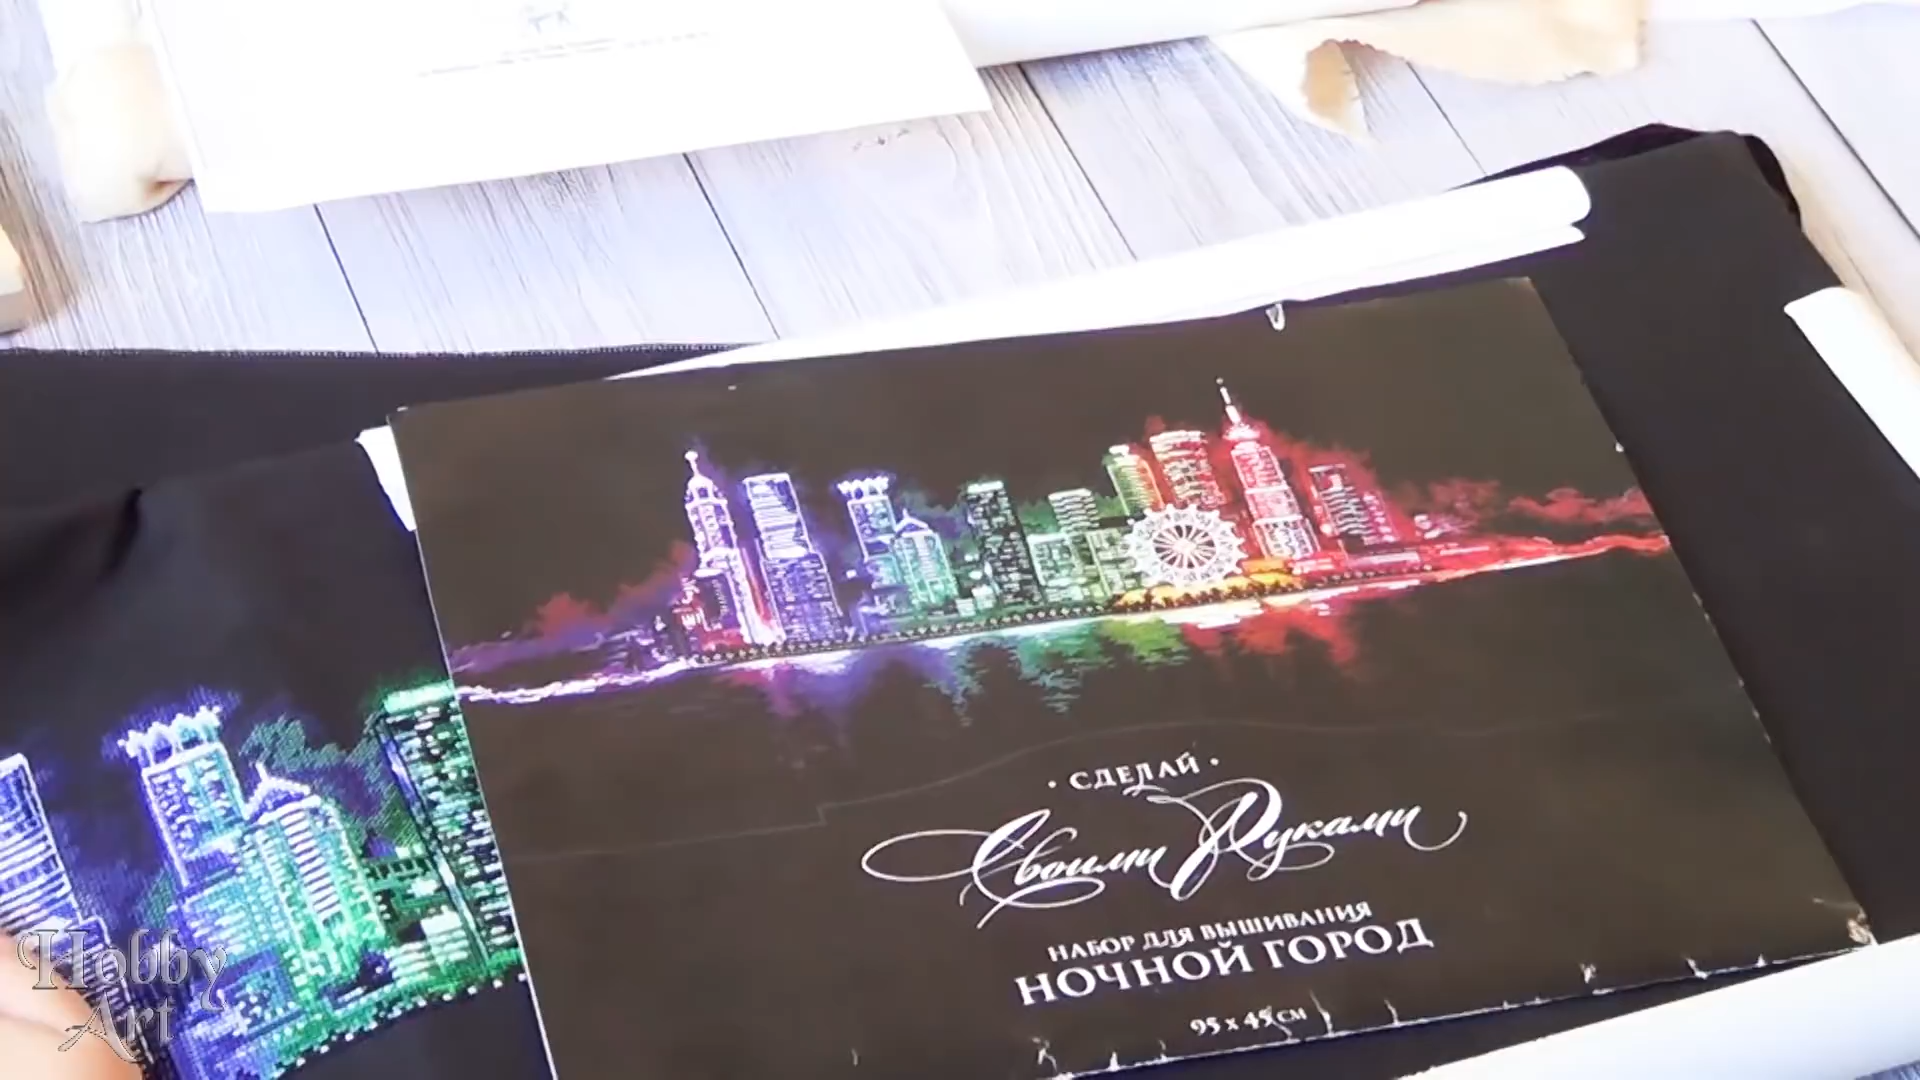 · СДЕЛАЙ ·
Своими Руками
НАБОР ДЛЯ ВЫШИВАНИЯ
НОЧНОЙ ГОРОД
95 х 45 см
Hobby
Art